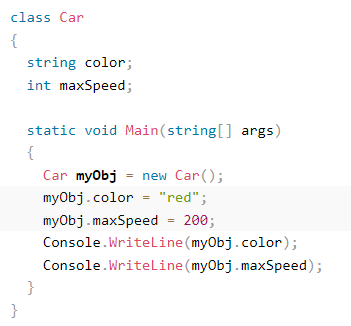 class Car
{
  string color;
  int maxSpeed;

  static void Main(string[] args)
  {
    Car myObj = new Car();
    myObj.color = "red";
    myObj.maxSpeed = 200;
    Console.WriteLine(myObj.color);
    Console.WriteLine(myObj.maxSpeed);
  }
}